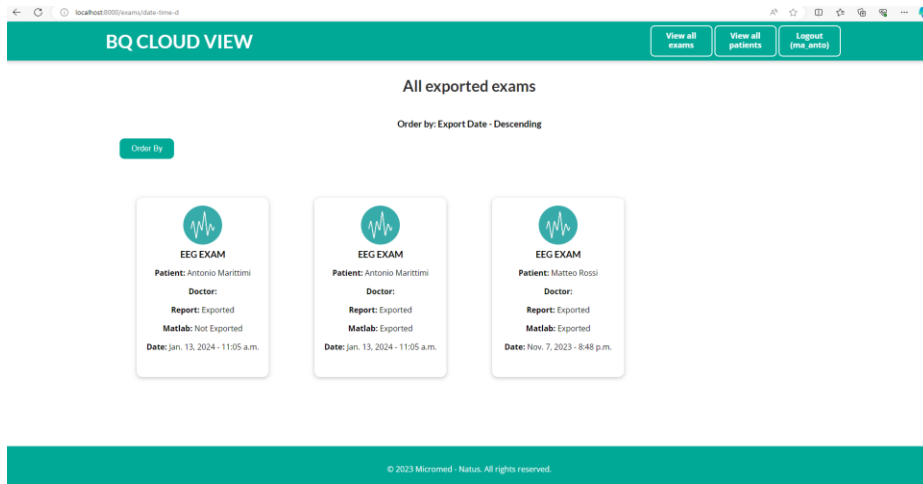 localhost:8000/exams/date-time-d
BQ CLOUD VIEW
View all
exams
View all
patients
Logout
(ma_anto)
All exported exams
Order by: Export Date - Descending
Order By
EEG EXAM
Patient: Antonio Marittimi
Doctor:
Report: Exported
Matlab: Not Exported
Date: Jan. 13, 2024 - 11:05 a.m.
EEG EXAM
Patient: Antonio Marittimi
Doctor:
Report: Exported
Matlab: Exported
Date: Jan. 13, 2024 - 11:05 a.m.
EEG EXAM
Patient: Matteo Rossi
Doctor:
Report: Exported
Matlab: Exported
Date: Nov. 7, 2023 - 8:48 p.m.
© 2023 Micromed - Natus. All rights reserved.